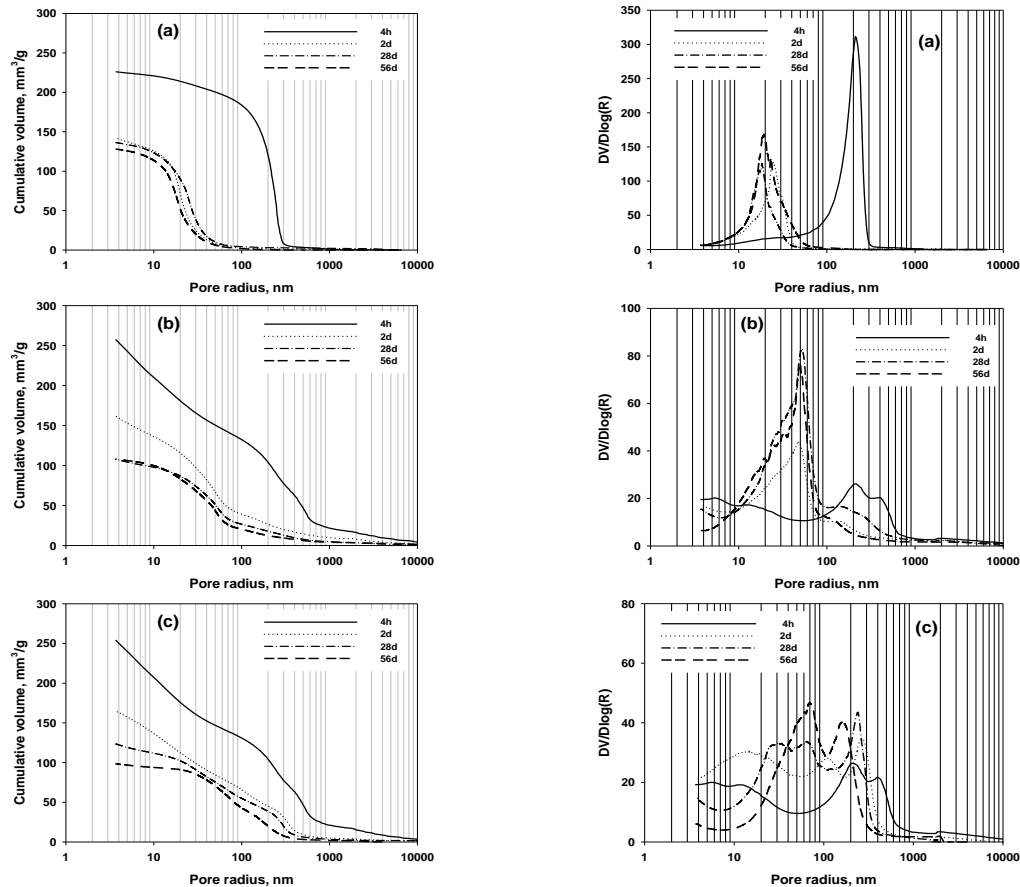 (a)
4h
2d
28d
56d
300
250
200
150
100
50
0
Cumulative volume, mm³/g
1 10 100 1000 10000
Pore radius, nm
(a)
4h
2d
28d
56d
350
300
250
200
150
100
50
0
DV/Dlog(R)
1 10 100 1000 10000
Pore radius, nm
(b)
4h
2d
28d
56d
300
250
200
150
100
50
0
Cumulative volume, mm³/g
1 10 100 1000 10000
Pore radius, nm
(b)
4h
2d
28d
56d
100
80
60
40
20
0
DV/Dlog(R)
1 10 100 1000 10000
Pore radius, nm
(c)
4h
2d
28d
56d
300
250
200
150
100
50
0
Cumulative volume, mm³/g
1 10 100 1000 10000
Pore radius, nm
(c)
4h
2d
28d
56d
80
60
40
20
0
DV/Dlog(R)
1 10 100 1000 10000
Pore radius, nm